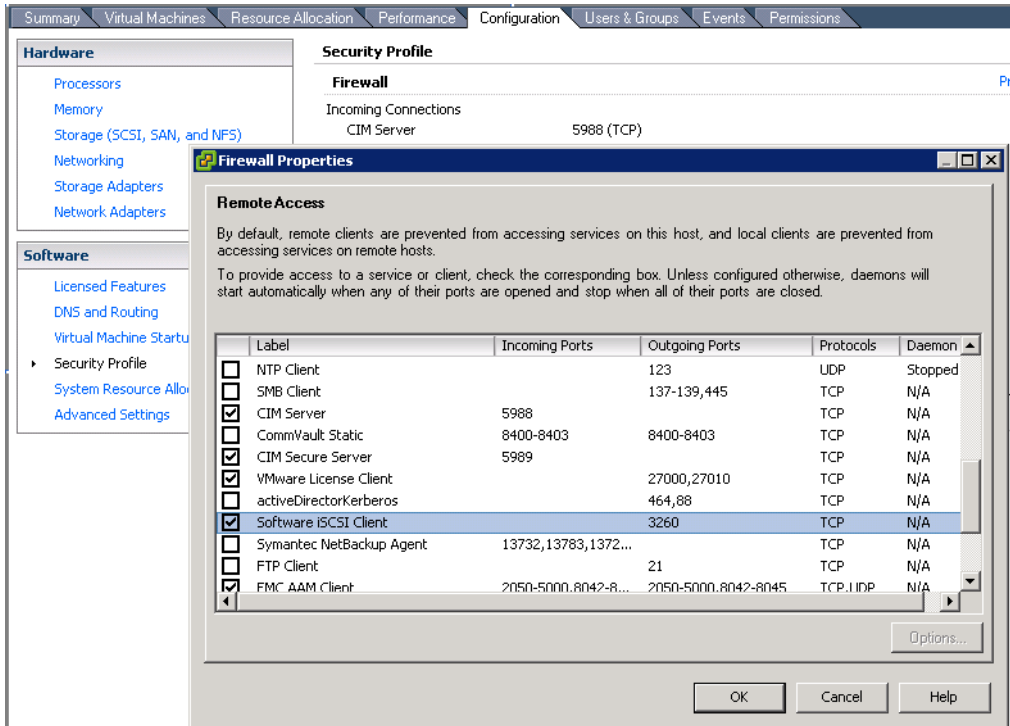 Summary Virtual Machines Resource Allocation Performance Configuration Users & Groups Events Permissions
Hardware
Processors
Memory
Storage (SCSI, SAN, and NFS)
Networking
Storage Adapters
Network Adapters
Software
Licensed Features
DNS and Routing
Virtual Machine Startu
Security Profile
System Resource Allo
Advanced Settings
Security Profile
Firewall Pr
Incoming Connections
CIM Server 5988 (TCP)
Firewall Properties
Remote Access
By default, remote clients are prevented from accessing services on this host, and local clients are prevented from
accessing services on remote hosts.
To provide access to a service or client, check the corresponding box. Unless configured otherwise, daemons will
start automatically when any of their ports are opened and stop when all of their ports are closed.
Label Incoming Ports Outgoing Ports Protocols Daemon
NTP Client 123 UDP Stopped
SMB Client 137-139,445 TCP N/A
CIM Server 5988 TCP N/A
CommVault Static 8400-8403 8400-8403 TCP N/A
CIM Secure Server 5989 TCP N/A
VMware License Client 27000,27010 TCP N/A
activeDirectorKerberos 464,88 TCP N/A
Software iSCSI Client 3260 TCP N/A
Symantec NetBackup Agent 13732,13783,1372... TCP N/A
FTP Client 21 TCP N/A
EMC AAM Client 2050-5000,8042-8... 2050-5000,8042-8045 TCP,UDP N/A
Options...
OK Cancel Help